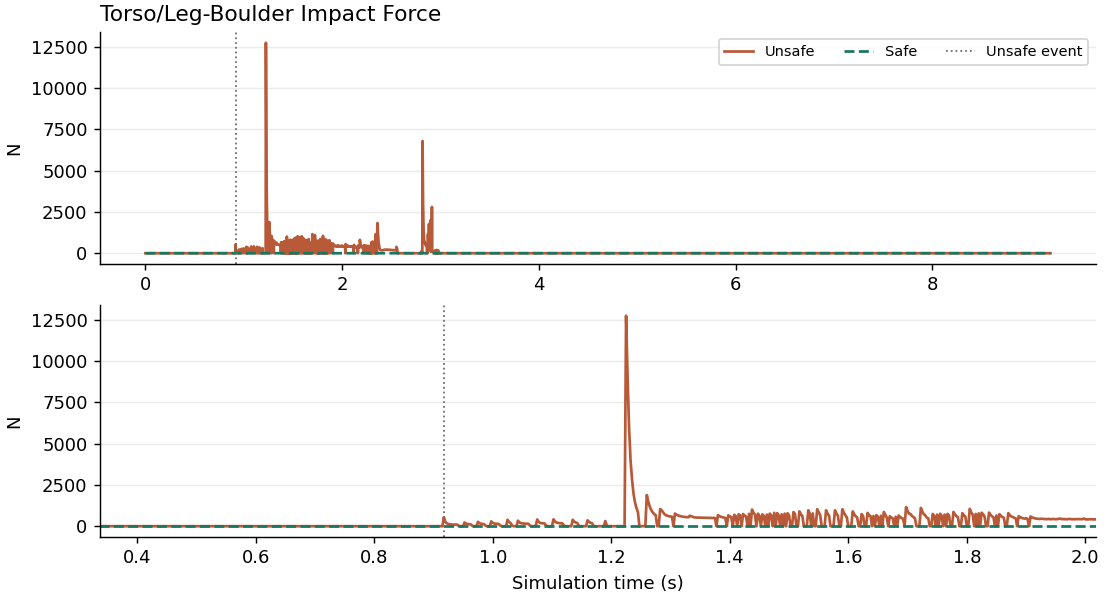 Torso/Leg-Boulder Impact Force
Unsafe Safe Unsafe event
N
12500
10000
7500
5000
2500
0
0 2 4 6 8
N
12500
10000
7500
5000
2500
0
0.4 0.6 0.8 1.0 1.2 1.4 1.6 1.8 2.0
Simulation time (s)